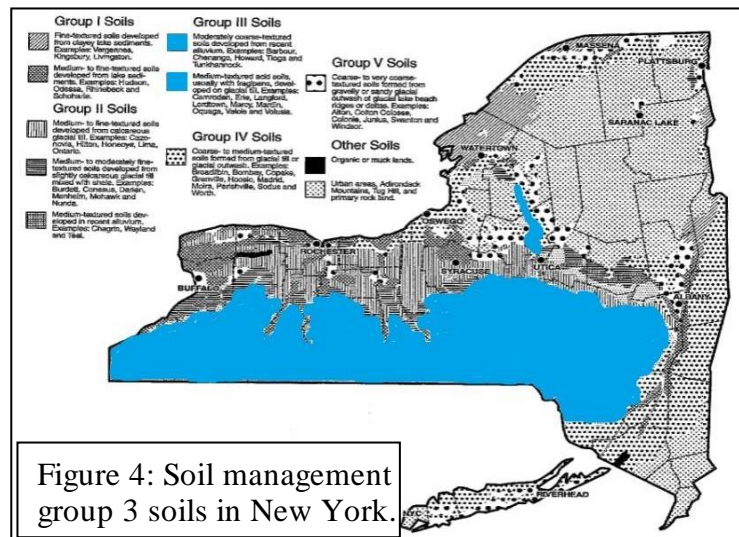 Group I Soils
Fine-textured soils developed
from clayey lake sediments.
Examples: Vergennes,
Kingsbury, Livingston.
Medium- to fine-textured soils
developed from lake sedi-
ments. Examples: Hudson,
Odessa, Rhinebeck and
Schoharie.
Group II Soils
Medium- to fine-textured soils
developed from calcareous
glacial till. Examples: Caze-
novia, Hilton, Honeoye, Lima,
Ontario.
Medium- to moderately fine-
textured soils developed from
slightly calcareous glacial till
mixed with shale. Examples:
Burdett, Conesus, Darien,
Manheim, Mohawk and
Nunda.
Medium-textured soils dev-
eloped in recent alluvium.
Examples: Chagrin, Wayland
and Teel.
Group III Soils
Moderately coarse-textured
soils developed from recent
alluvium. Examples: Barbour,
Chenango, Howard, Tioga and
Tunkhannock.
Medium-textured acid soils,
usually with fragipans, devel-
oped on glacial till. Examples:
Camroden, Erie, Langford,
Lordtown, Marcy, Mardin,
Oquaga, Valois and Volusia.
Group IV Soils
Coarse- to medium-textured
soils formed from glacial till or
glacial outwash. Examples:
Broadalbin, Bombay, Copake,
Grenville, Hoosic, Madrid,
Moira, Parishville, Sodus and
Worth.
Group V Soils
Coarse- to very coarse-
textured soils formed from
gravelly or sandy glacial
outwash or glacial lake beach
ridges or deltas. Examples:
Alton, Colton Colosse,
Colonie, Junius, Swanton and
Windsor.
Other Soils
Organic or muck lands.
Urban areas, Adirondack
Mountains, Tug Hill, and
primary rock land.
MASSENA
PLATTSBURG
SARANAC LAKE
WATERTOWN
OSWEGO
ROCHESTER
SYRACUSE
UTICA
BUFFALO
ALBANY
RIVERHEAD
NYC
Figure 4: Soil management
group 3 soils in New York.